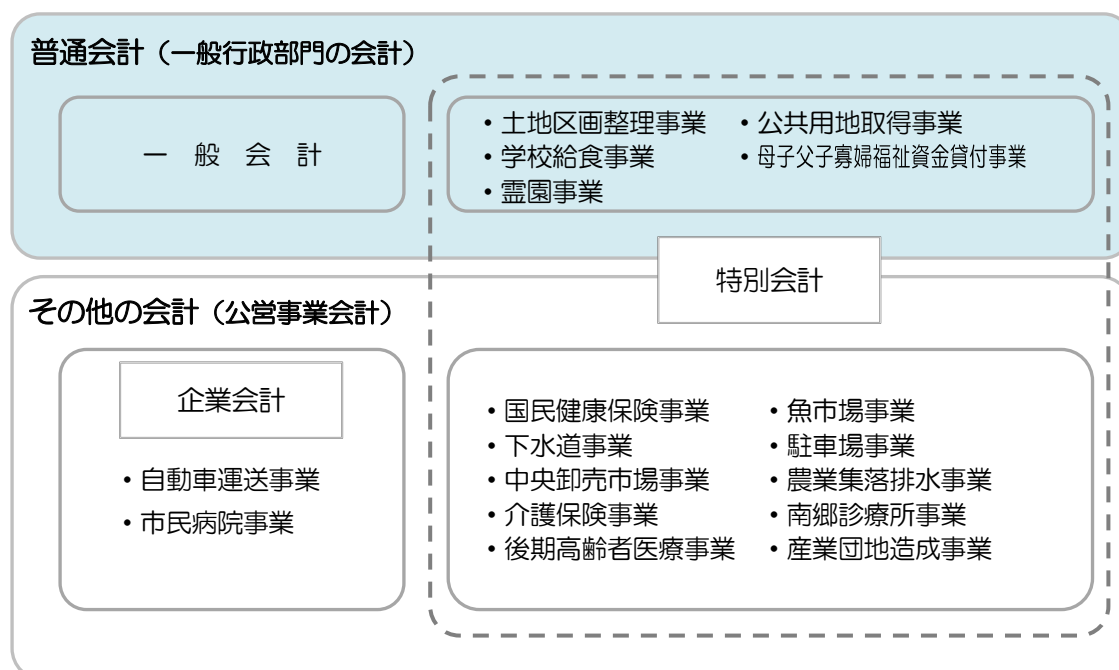 普通会計（一般行政部門の会計）
一 般 会 計
・土地区画整理事業 ・公共用地取得事業
・学校給食事業 ・母子父子寡婦福祉資金貸付事業
・霊園事業
特別会計
その他の会計（公営事業会計）
企業会計
・自動車運送事業
・市民病院事業
・国民健康保険事業 ・魚市場事業
・下水道事業 ・駐車場事業
・中央卸売市場事業 ・農業集落排水事業
・介護保険事業 ・南郷診療所事業
・後期高齢者医療事業 ・産業団地造成事業